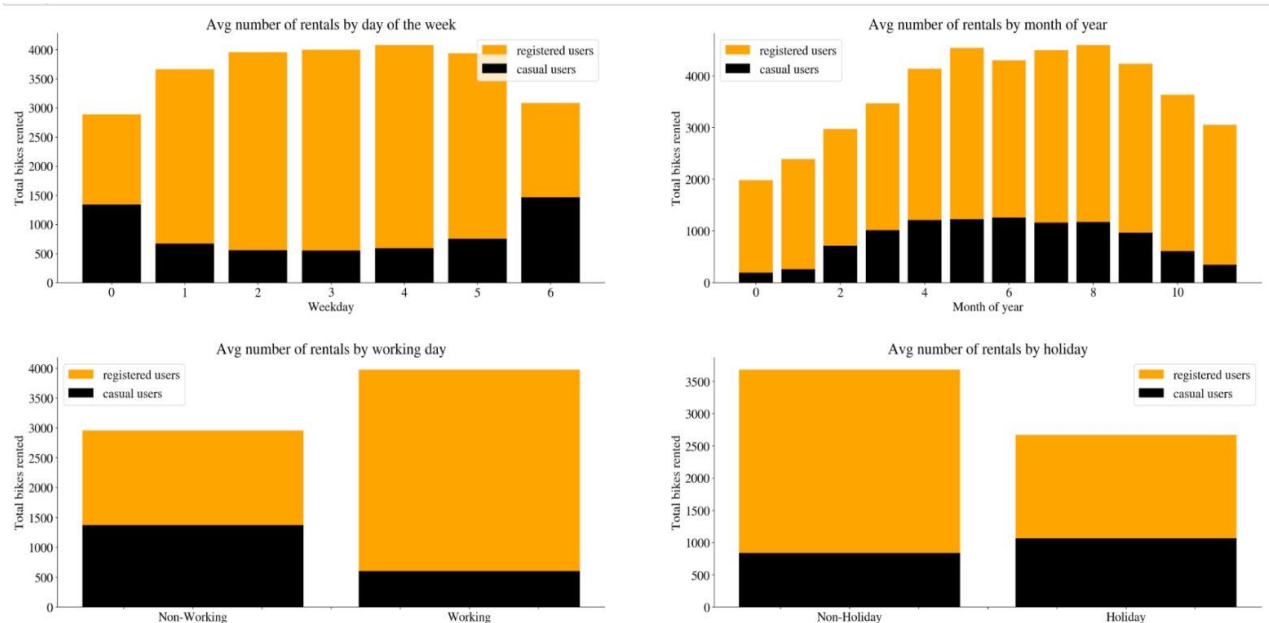 Avg number of rentals by day of the week
registered users
casual users
Total bikes rented
4000
3500
3000
2500
2000
1500
1000
500
0
0 1 2 3 4 5 6
Weekday
Avg number of rentals by month of year
registered users
casual users
Total bikes rented
4000
3000
2000
1000
0
0 2 4 6 8 10
Month of year
Avg number of rentals by working day
registered users
casual users
Total bikes rented
4000
3500
3000
2500
2000
1500
1000
500
0
Non-Working Working
Avg number of rentals by holiday
registered users
casual users
Total bikes rented
3500
3000
2500
2000
1500
1000
500
0
Non-Holiday Holiday